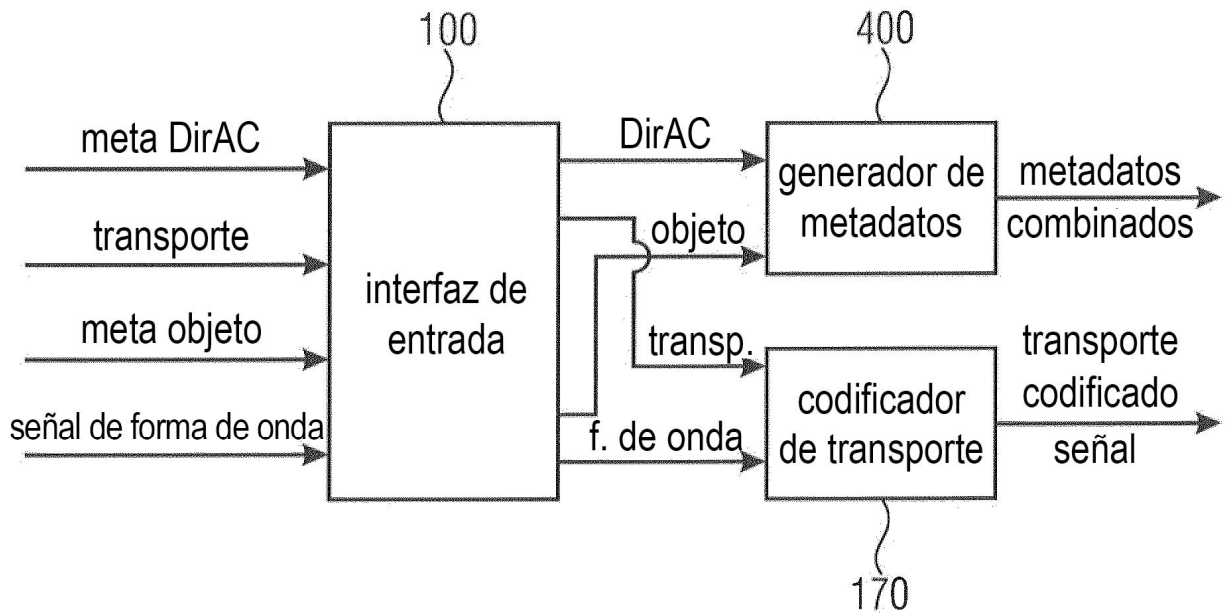 100
400
meta DirAC
transporte
meta objeto
señal de forma de onda
interfaz de
entrada
DirAC
objeto
transp.
f. de onda
generador de
metadatos
metadatos
combinados
codificador
de transporte
transporte
codificado
señal
170